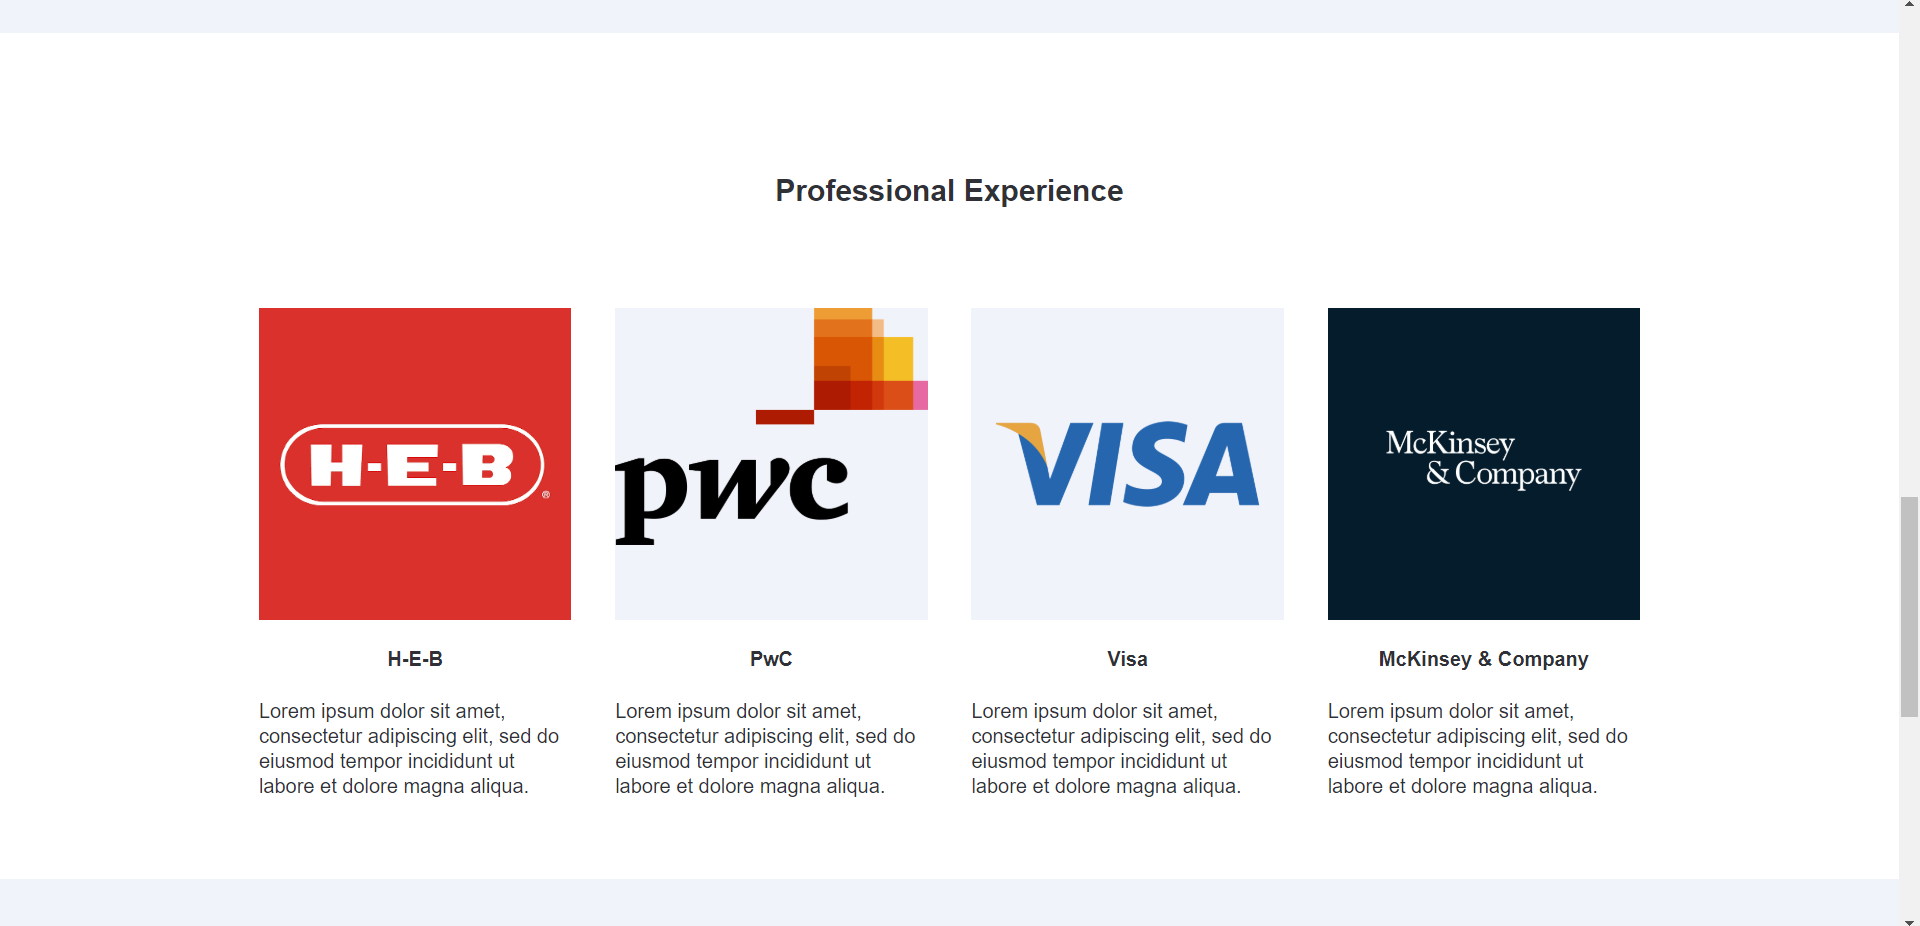 Professional Experience
H-E-B
®
pwc
VISA
McKinsey
& Company
H-E-B
PwC
Visa
McKinsey & Company
Lorem ipsum dolor sit amet,
consectetur adipiscing elit, sed do
eiusmod tempor incididunt ut
labore et dolore magna aliqua.
Lorem ipsum dolor sit amet,
consectetur adipiscing elit, sed do
eiusmod tempor incididunt ut
labore et dolore magna aliqua.
Lorem ipsum dolor sit amet,
consectetur adipiscing elit, sed do
eiusmod tempor incididunt ut
labore et dolore magna aliqua.
Lorem ipsum dolor sit amet,
consectetur adipiscing elit, sed do
eiusmod tempor incididunt ut
labore et dolore magna aliqua.